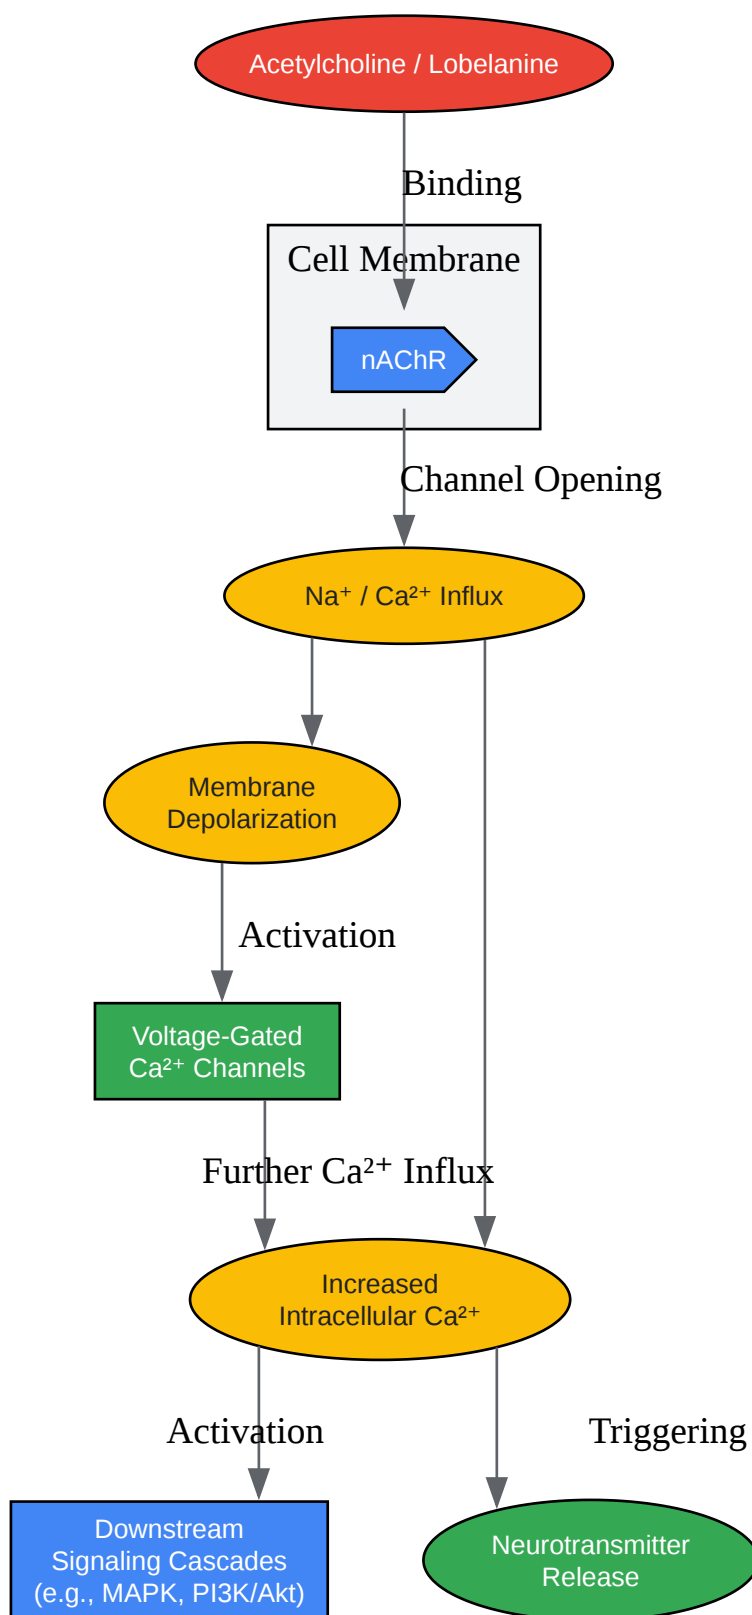 Acetylcholine / Lobelanine
Binding
Cell Membrane
nAChR
Channel Opening
Na⁺ / Ca²⁺ Influx
Membrane
Depolarization
Activation
Voltage-Gated
Ca²⁺ Channels
Further Ca²⁺ Influx
Increased
Intracellular Ca²⁺
Activation
Triggering
Downstream
Signaling Cascades
(e.g., MAPK, PI3K/Akt)
Neurotransmitter
Release